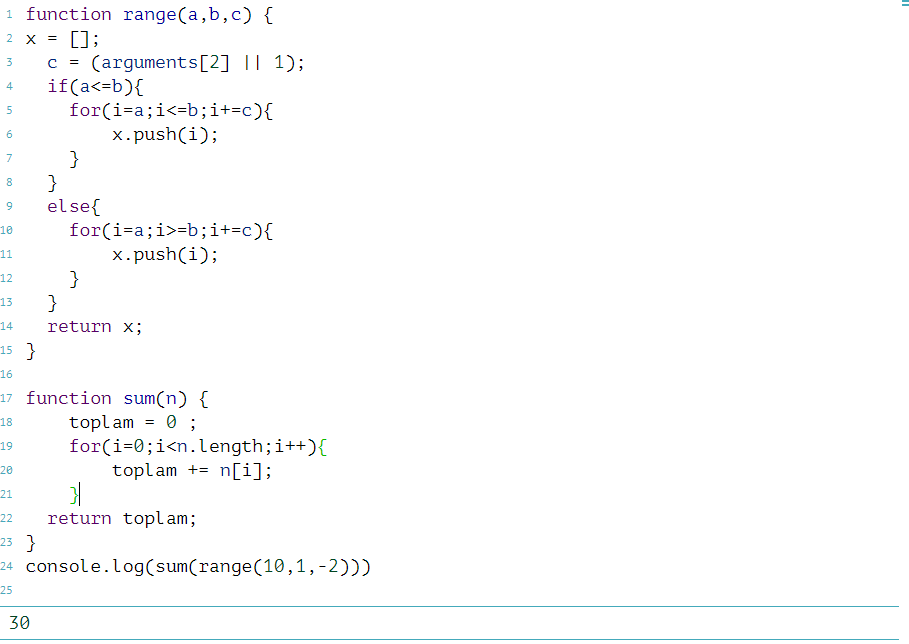 1 function range(a,b,c) {
2 x = [];
3   c = (arguments[2] || 1);
4   if(a<=b){
5     for(i=a;i<=b;i+=c){
6         x.push(i);
7     }
8   }
9   else{
10     for(i=a;i>=b;i+=c){
11         x.push(i);
12     }
13   }
14   return x;
15 }
16
17 function sum(n) {
18     toplam = 0 ;
19     for(i=0;i<n.length;i++){
20         toplam += n[i];
21     }
22   return toplam;
23 }
24 console.log(sum(range(10,1,-2)))
25
30